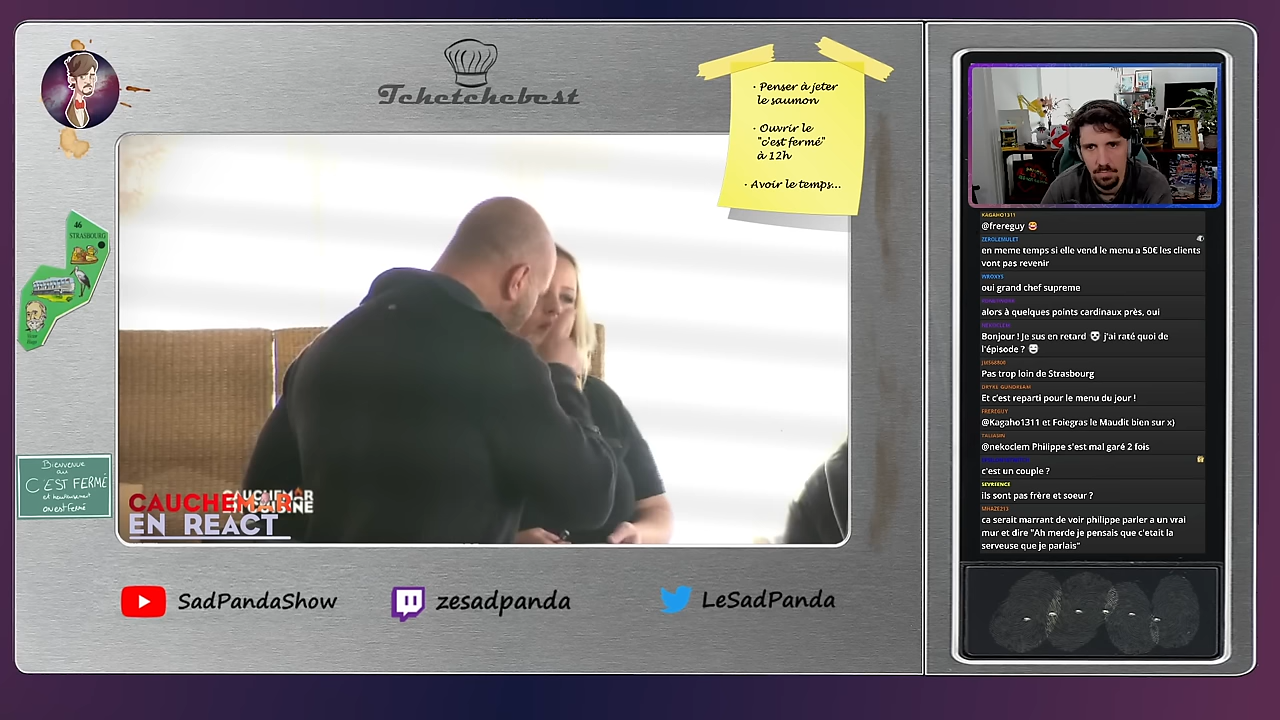 Tchetchebest
· Penser à jeter
le saumon
· Ouvrir le
"c'est fermé"
à 12h
· Avoir le temps...
46
STRASBOURG
Bienvenue
au
C'EST FERMÉ
on est fermé
CAUCHEMAR
EN REACT
CAUCHEMAR
SadPandaShow
zesadpanda
LeSadPanda
KAGAHO1311
@frereguy
ZEROLEMULET
en meme temps si elle vend le menu a 50€ les clients
vont pas revenir
WROXYS
oui grand chef supreme
alors à quelques points cardinaux près, oui
Bonjour ! Je sus en retard j'ai raté quoi de
l'épisode ?
Pas trop loin de Strasbourg
Et c'est reparti pour le menu du jour !
FREREGUY
@Kagaho1311 et Foiegras le Maudit bien sur x)
TALIASIN
@nekoclem Philippe s'est mal garé 2 fois
c'est un couple ?
SEVRIENCE
ils sont pas frère et soeur ?
MHAZE213
ca serait marrant de voir philippe parler a un vrai
mur et dire "Ah merde je pensais que c'etait la
serveuse que je parlais"